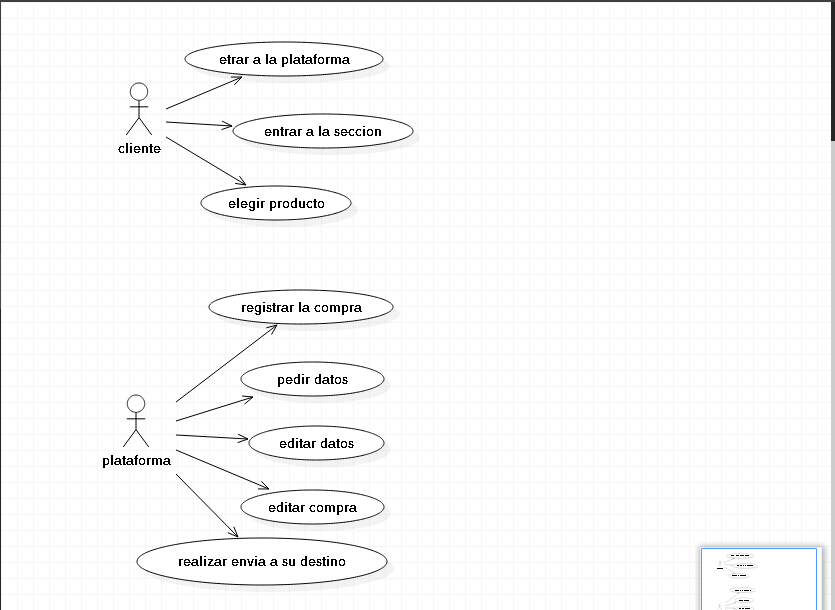 etrar a la plataforma
entrar a la seccion
cliente
elegir producto
registrar la compra
pedir datos
editar datos
plataforma
editar compra
realizar envia a su destino